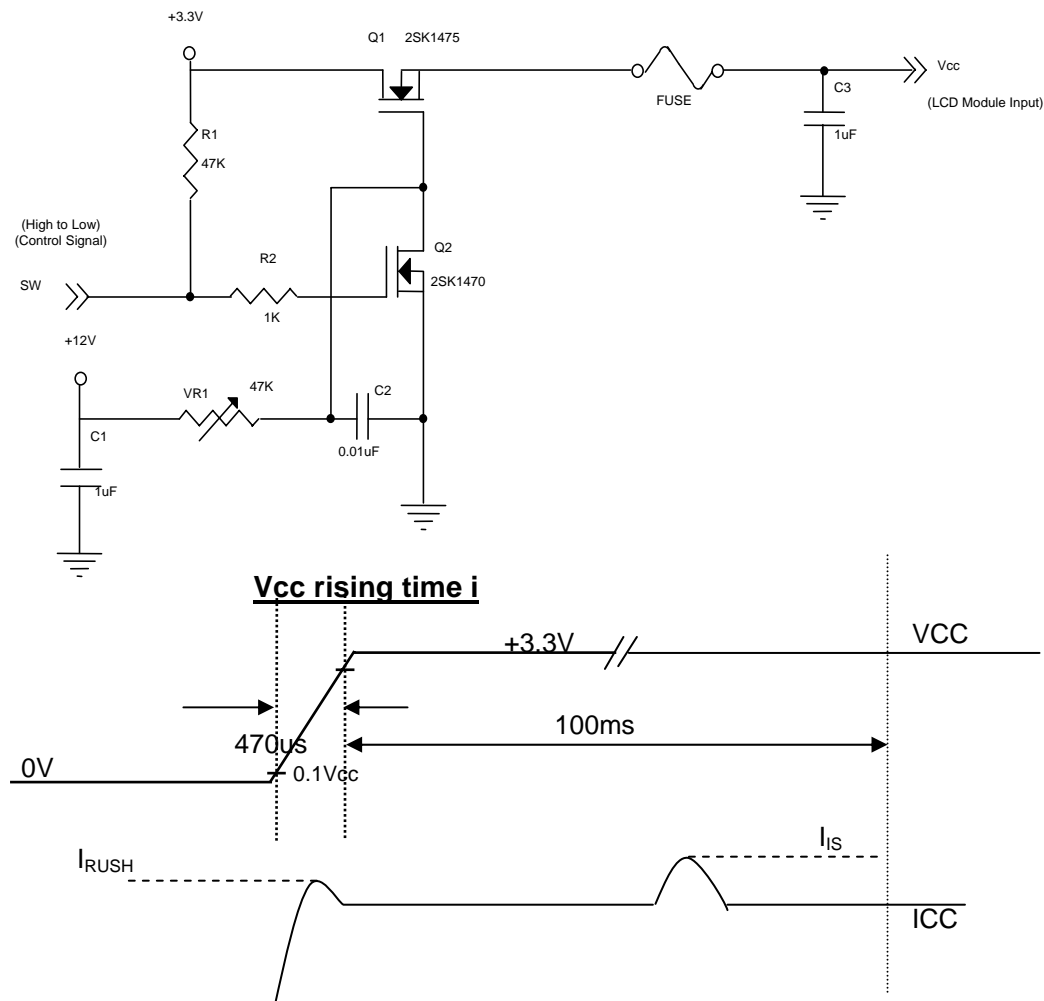 +3.3V
Q1 2SK1475
Vcc
FUSE
C3
(LCD Module Input)
1uF
R1
47K
(High to Low)
(Control Signal)
Q2
R2
SW
2SK1470
1K
+12V
VR1
47K
C2
C1
0.01uF
1uF
Vcc rising time i
+3.3V
VCC
100ms
470us
0V
0.1Vcc
IIS
IRUSH
ICC